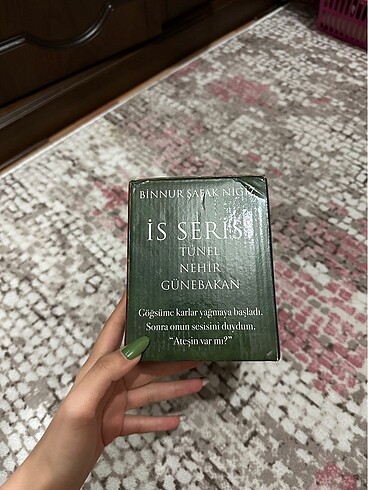 BİNNUR ŞAFAK NİGİZ
İS SERİSİ
TÜNEL
NEHİR
GÜNEBAKAN
Göğsüme karlar yağmaya başladı.
Sonra onun sesisini duydum.
“Ateşin var mı?”